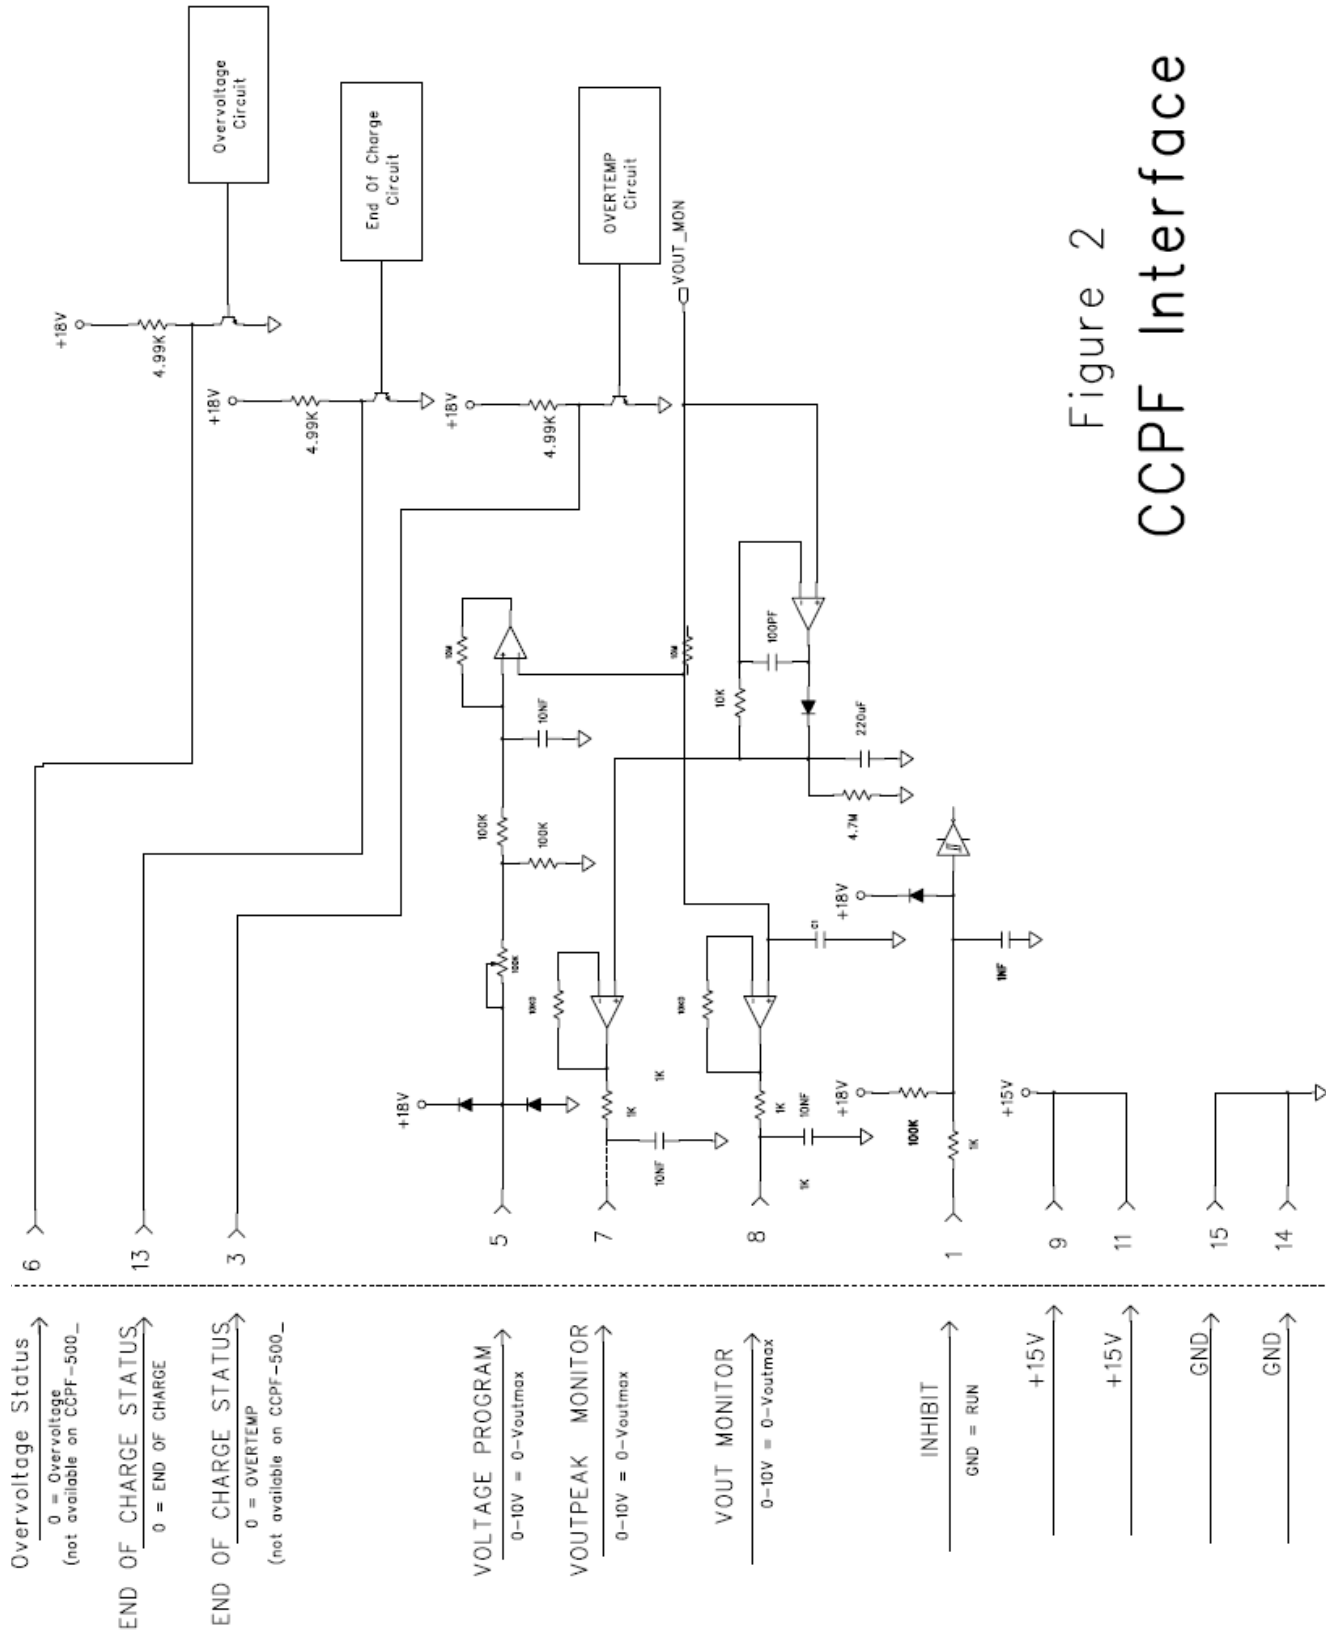 Overvoltage Status
0 = Overvoltage
(not available on CCPF-500_
6
+18V
4.99K
Overvoltage
Circuit
END OF CHARGE STATUS
0 = END OF CHARGE
13
+18V
4.99K
End Of Charge
Circuit
END OF CHARGE STATUS
0 = OVERTEMP
(not available on CCPF-500_
3
+18V
4.99K
OVERTEMP
Circuit
VOLTAGE PROGRAM
0-10V = 0-Voutmax
5
+18V
100K
100K
100K
10NF
10M
-
+
VOUTPEAK MONITOR
0-10V = 0-Voutmax
7
10NF
1K
1K
-
+
10K
100PF
-
+
220uF
4.7M
VOUT MONITOR
0-10V = 0-Voutmax
8
1K
1K
10NF
-
+
C1
10M
VOUT_MON
INHIBIT
GND = RUN
1
1K
100K
+18V
+18V
1NF
+15V
9
+15V
+15V
11
GND
15
GND
14
Figure 2
CCPF Interface